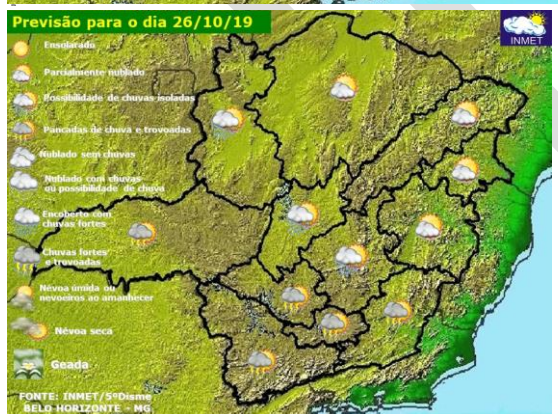 Previsão para o dia 26/10/19
INMET
Ensolarado
Parcialmente nublado
Possibilidade de chuvas isoladas
Pancadas de chuva e trovoadas
Nublado sem chuvas
Nublado com chuvas
ou possibilidade de chuva
Encoberto com
chuvas fortes
Chuvas fortes
e trovoadas
Névoa úmida ou
nevoeiros ao amanhecer
Névoa seca
Geada
FONTE: INMET/5ºDisme
BELO HORIZONTE - MG